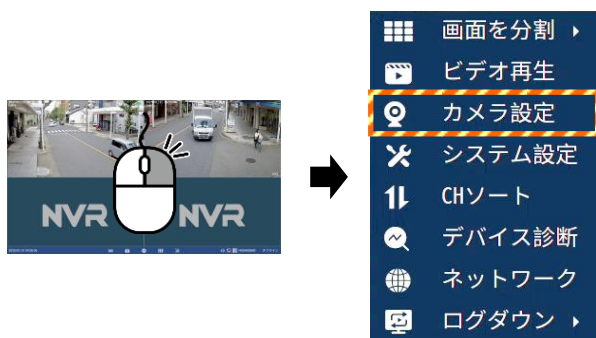 NVR NVR
画面を分割
ビデオ再生
カメラ設定
システム設定
CHソート
デバイス診断
ネットワーク
ログダウン